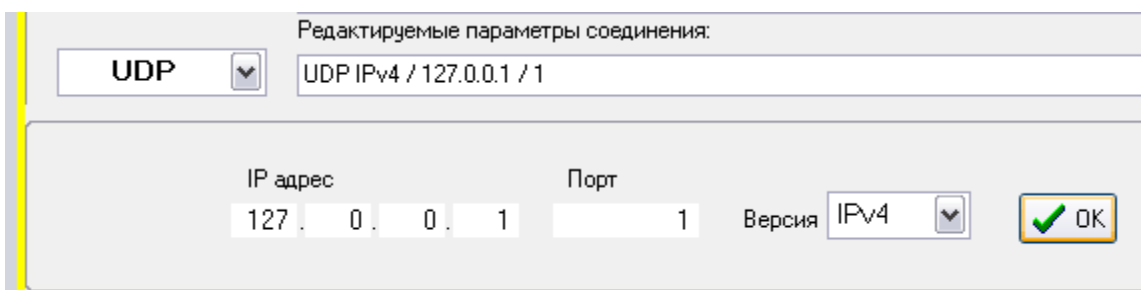 Редактируемые параметры соединения:
UDP
UDP IPv4 / 127.0.0.1 / 1
IP адрес
Порт
127 . 0 . 0 . 1
1
Версия
IPv4
OK